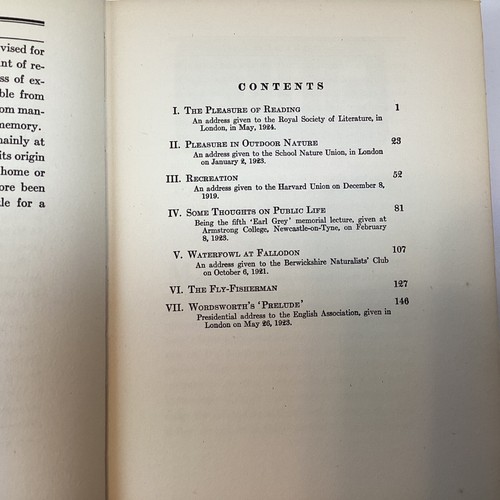 vised for
nt of re-
ss of ex-
ble from
om man-
memory.
nainly at
its origin
home or
ore been
le for a
CONTENTS
I. THE PLEASURE OF READING 1
An address given to the Royal Society of Literature, in
London, in May, 1924.
II. PLEASURE IN OUTDOOR NATURE 23
An address given to the School Nature Union, in London
on January 2, 1923.
III. RECREATION 52
An address given to the Harvard Union on December 8,
1919.
IV. SOME THOUGHTS ON PUBLIC LIFE 81
Being the fifth 'Earl Grey' memorial lecture, given at
Armstrong College, Newcastle-on-Tyne, on February
8, 1923.
V. WATERFOWL AT FALLODON 107
An address given to the Berwickshire Naturalists' Club
on October 6, 1921.
VI. THE FLY-FISHERMAN 127
VII. WORDSWORTH'S 'PRELUDE' 146
Presidential address to the English Association, given in
London on May 26, 1923.